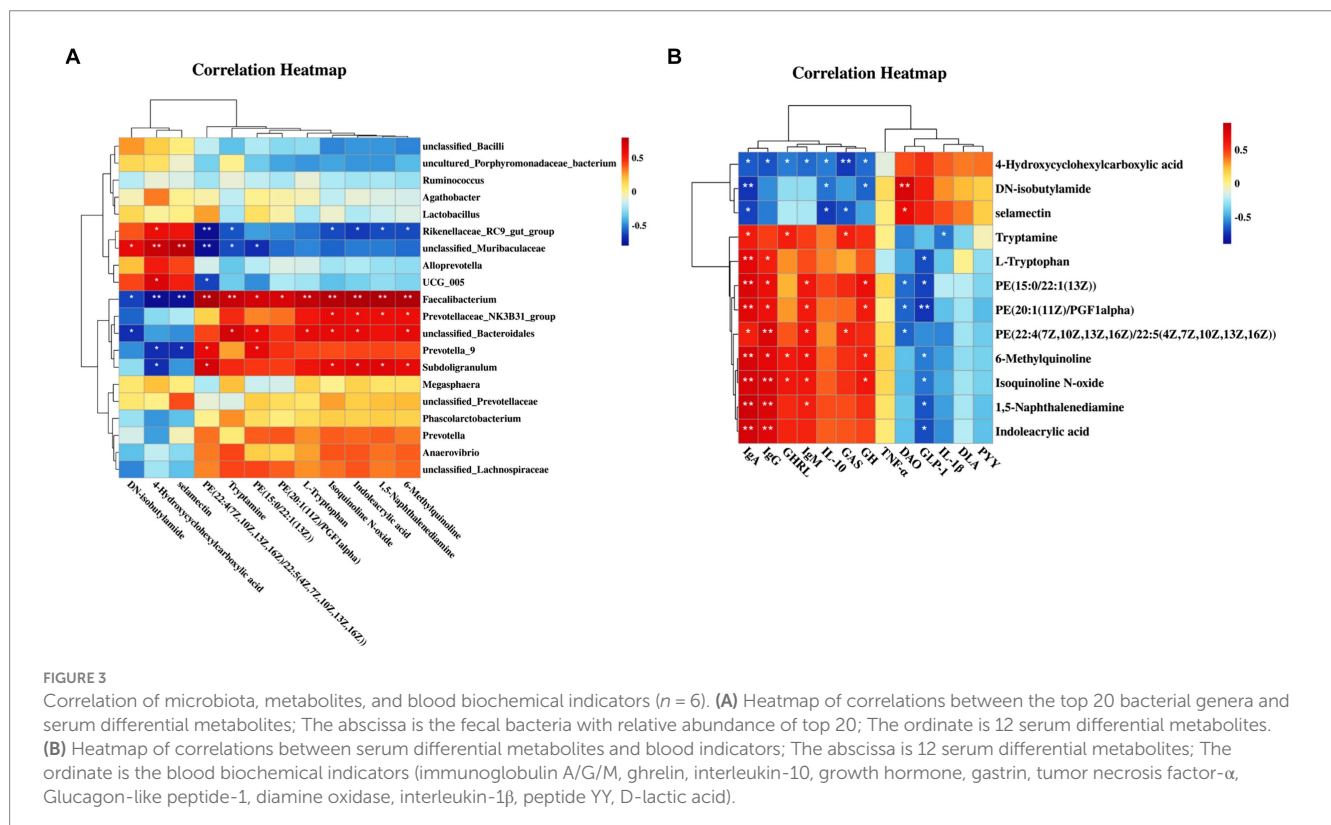 A
Correlation Heatmap
unclassified_Bacilli
uncultured_Porphyromonadaceae_bacterium
Ruminococcus
Agathobacter
Lactobacillus
Rikenellaceae_RC9_gut_group
unclassified_Muribaculaceae
Alloprevotella
UCG_005
Faecalibacterium
Prevotellaceae_NK3B31_group
unclassified_Bacteroidales
Prevotella_9
Subdoligranulum
Megasphaera
unclassified_Prevotellaceae
Phascolarctobacterium
Prevotella
Anaerovibrio
unclassified_Lachnospiraceae
0.5
0
-0.5
DN-isobutylamide
4-Hydroxycyclohexylcarboxylic acid
selamectin
PE(22:4(7Z,10Z,13Z,16Z)/22:5(4Z,7Z,10Z,13Z,16Z))
Tryptamine
PE(15:0/22:1(13Z))
PE(20:1(11Z)/PGF1alpha)
L-Tryptophan
Isoquinoline N-oxide
Indoleacrylic acid
1,5-Naphthalenediamine
6-Methylquinoline
B
Correlation Heatmap
4-Hydroxycyclohexylcarboxylic acid
DN-isobutylamide
selamectin
Tryptamine
L-Tryptophan
PE(15:0/22:1(13Z))
PE(20:1(11Z)/PGF1alpha)
PE(22:4(7Z,10Z,13Z,16Z)/22:5(4Z,7Z,10Z,13Z,16Z))
6-Methylquinoline
Isoquinoline N-oxide
1,5-Naphthalenediamine
Indoleacrylic acid
0.5
0
-0.5
IgA
IgG
GHRL
IgM
IL-10
GAS
GH
TNF-α
DAO
GLP-1
IL-1β
DLA
PYY
FIGURE 3
Correlation of microbiota, metabolites, and blood biochemical indicators (n = 6). (A) Heatmap of correlations between the top 20 bacterial genera and
serum differential metabolites; The abscissa is the fecal bacteria with relative abundance of top 20; The ordinate is 12 serum differential metabolites.
(B) Heatmap of correlations between serum differential metabolites and blood indicators; The abscissa is 12 serum differential metabolites; The
ordinate is the blood biochemical indicators (immunoglobulin A/G/M, ghrelin, interleukin-10, growth hormone, gastrin, tumor necrosis factor-α,
Glucagon-like peptide-1, diamine oxidase, interleukin-1β, peptide YY, D-lactic acid).